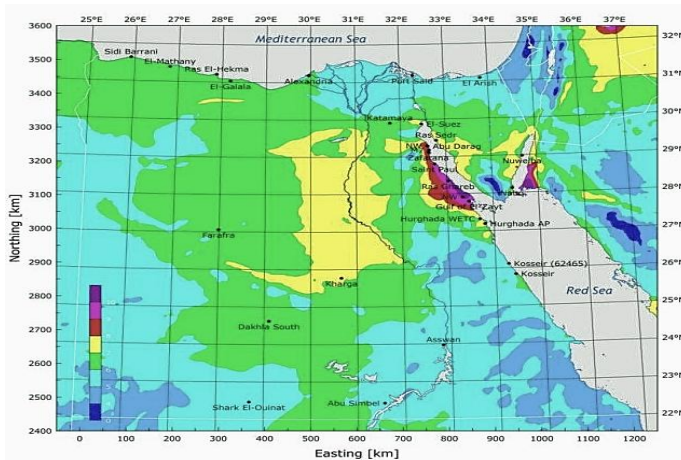 25°E 26°E 27°E 28°E 29°E 30°E 31°E 32°E 33°E 34°E 35°E 36°E 37°E
3600
3500
3400
3300
3200
3100
3000
2900
2800
2700
2600
2500
2400
Northing [km]
32°N
31°N
30°N
29°N
28°N
27°N
26°N
25°N
24°N
23°N
22°N
Mediterranean Sea
Sidi Barrani
El-Mathany
Ras El-Hekma
El-Galala
Alexandria
Port Said
El Arish
Katamaya
El-Suez
Ras Sedr
NW Abu Darag
Zafarana
Saint Paul
Nuweiba
Ras Ghareb
Gulf of El-Zayt
Hurghada WETC
Hurghada AP
Farafra
Kosseir (62465)
Kosseir
Kharga
Red Sea
Dakhla South
Asswan
Shark El-Ouinat
Abu Simbel
0 100 200 300 400 500 600 700 800 900 1000 1100 1200
Easting [km]